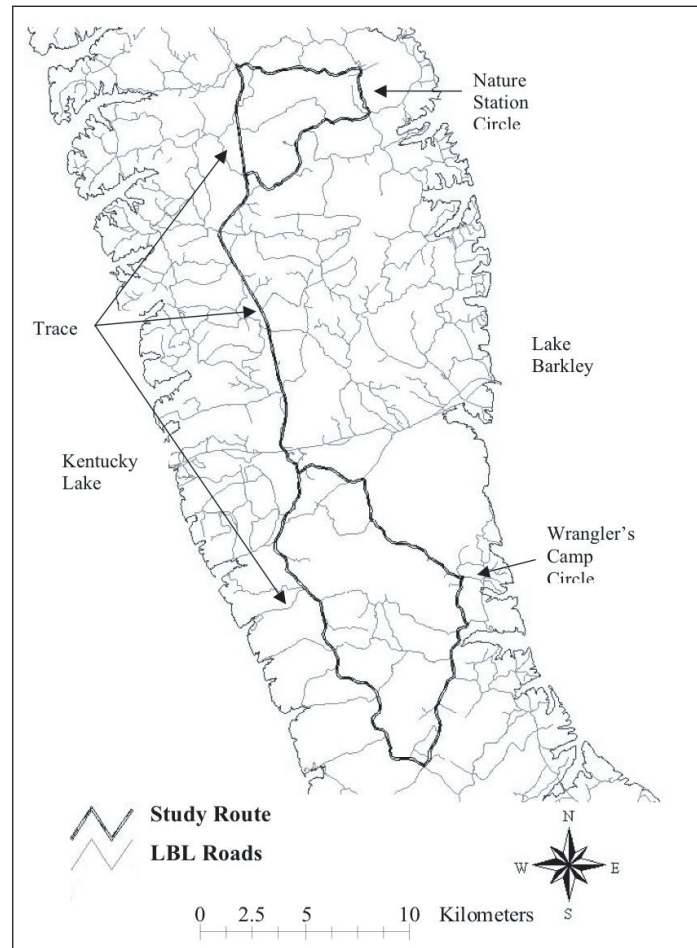 Nature
Station
Circle
Trace
Lake
Barkley
Kentucky
Lake
Wrangler's
Camp
Circle
Study Route
LBL Roads
N
W E
S
0 2.5 5 10 Kilometers